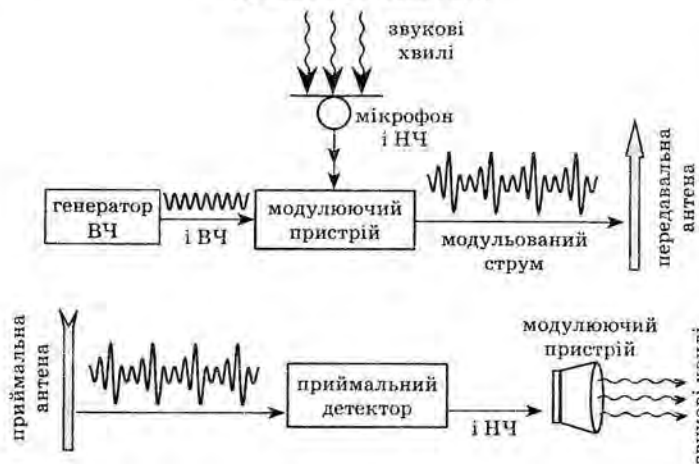 звукові
хвилі
мікрофон
і НЧ
генератор
ВЧ
і ВЧ
модулюючий
пристрій
модульований
струм
передавальна
антена
приймальна
антена
приймальний
детектор
і НЧ
модулюючий
пристрій